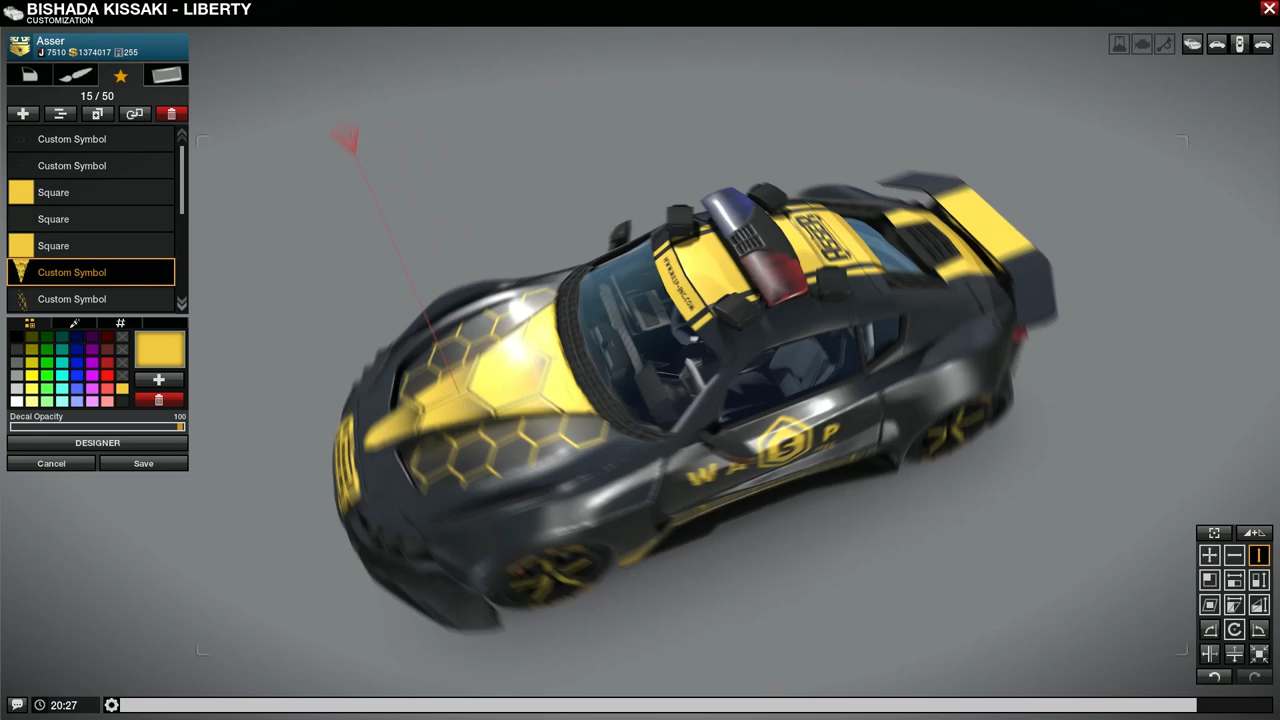 BISHADA KISSAKI - LIBERTY
CUSTOMIZATION
Asser
J 7510 $1374017 R 255
15 / 50
Custom Symbol
Custom Symbol
Square
Square
Square
Custom Symbol
Custom Symbol
#
Decal Opacity 100
DESIGNER
Cancel Save
W A S P
20:27